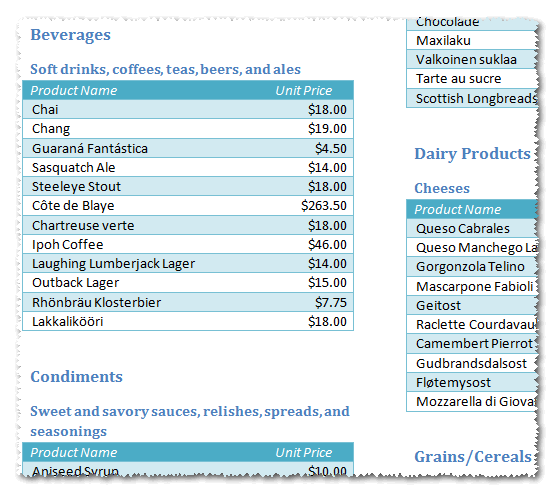 Beverages
Soft drinks, coffees, teas, beers, and ales
Product Name Unit Price
Chai $18.00
Chang $19.00
Guaraná Fantástica $4.50
Sasquatch Ale $14.00
Steeleye Stout $18.00
Côte de Blaye $263.50
Chartreuse verte $18.00
Ipoh Coffee $46.00
Laughing Lumberjack Lager $14.00
Outback Lager $15.00
Rhönbräu Klosterbier $7.75
Lakkalikööri $18.00
Condiments
Sweet and savory sauces, relishes, spreads, and
seasonings
Product Name Unit Price
Aniseed Syrup $10.00
Chocolade
Maxilaku
Valkoinen suklaa
Tarte au sucre
Scottish Longbreads
Dairy Products
Cheeses
Product Name
Queso Cabrales
Queso Manchego La
Gorgonzola Telino
Mascarpone Fabioli
Geitost
Raclette Courdavau
Camembert Pierrot
Gudbrandsdalsost
Fløtemysost
Mozzarella di Giova
Grains/Cereals